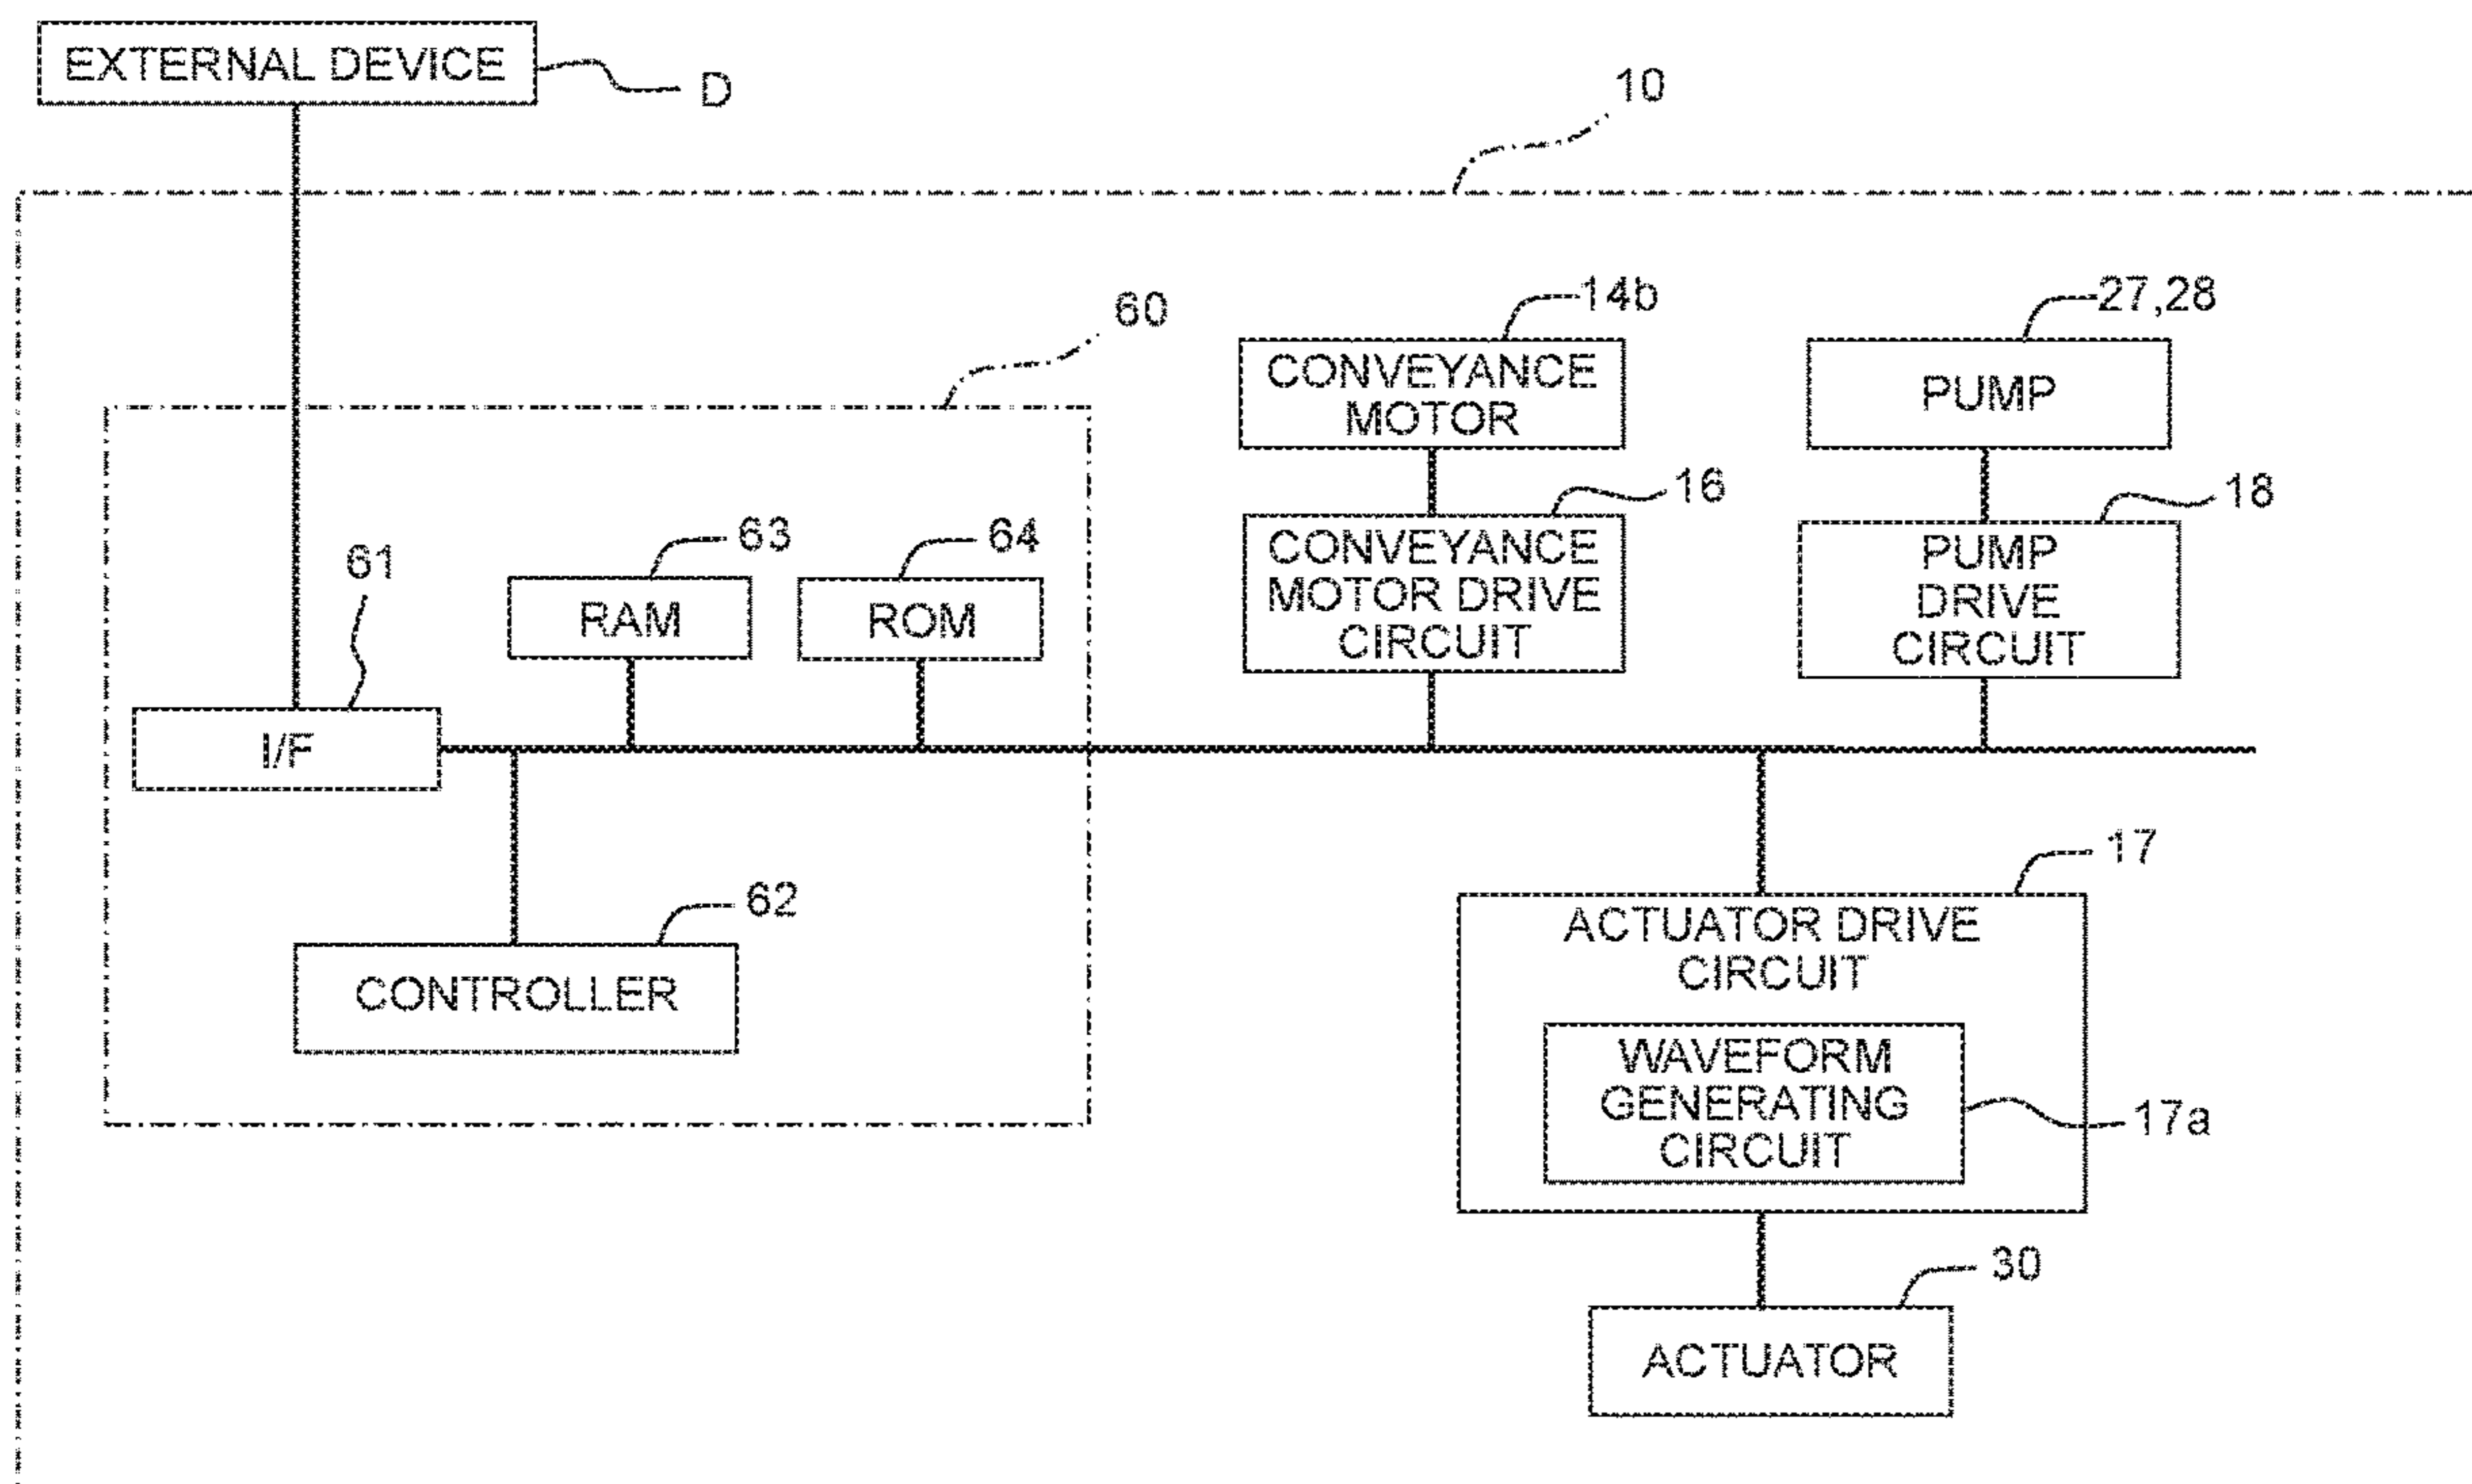 EXTERNAL DEVICE
D
10
60
14b
27,28
CONVEYANCE
MOTOR
PUMP
16
18
CONVEYANCE
MOTOR DRIVE
CIRCUIT
PUMP
DRIVE
CIRCUIT
61
63
64
RAM
ROM
I/F
62
CONTROLLER
17
ACTUATOR DRIVE
CIRCUIT
WAVEFORM
GENERATING
CIRCUIT
17a
30
ACTUATOR